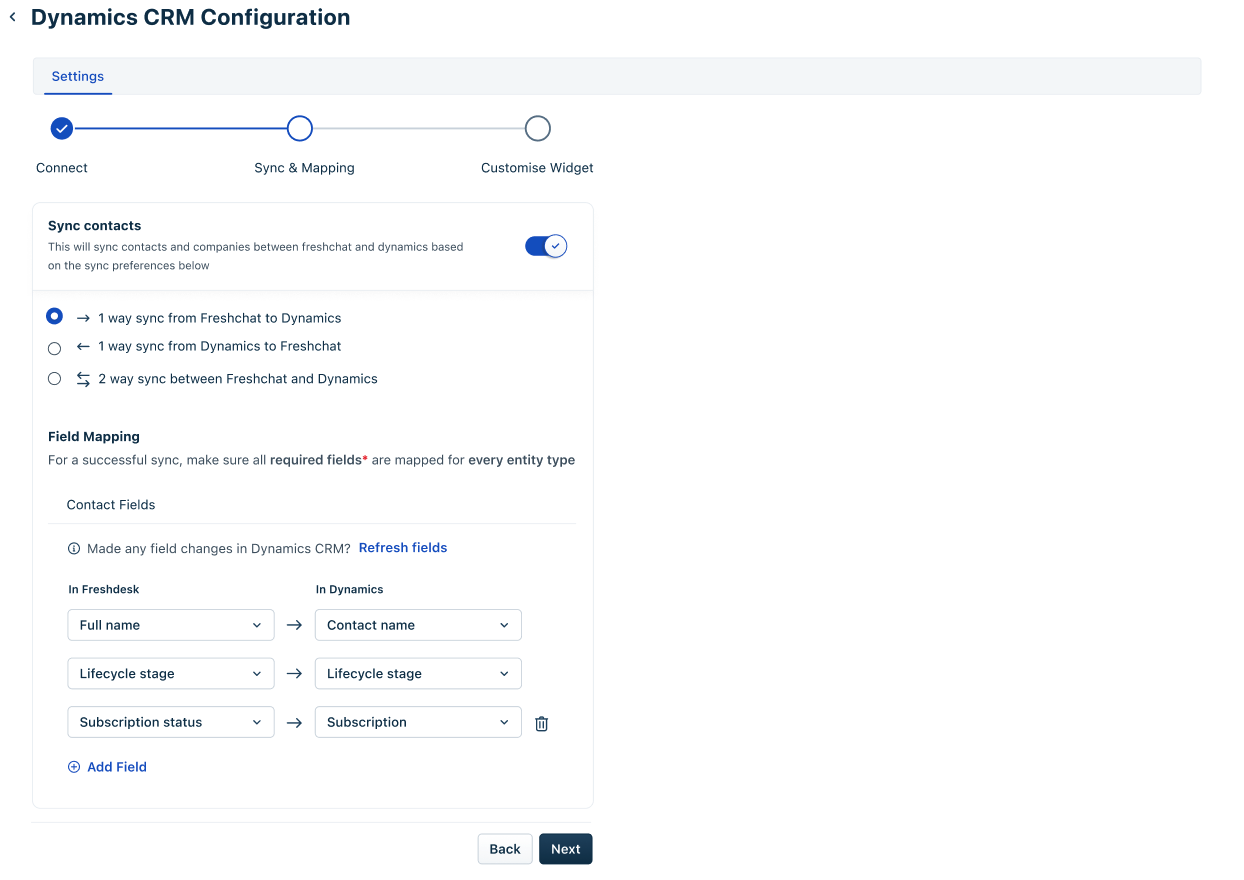 Dynamics CRM Configuration
Settings
Connect
Sync & Mapping
Customise Widget
Sync contacts
This will sync contacts and companies between freshchat and dynamics based
on the sync preferences below
1 way sync from Freshchat to Dynamics
1 way sync from Dynamics to Freshchat
2 way sync between Freshchat and Dynamics
Field Mapping
For a successful sync, make sure all required fields* are mapped for every entity type
Contact Fields
Made any field changes in Dynamics CRM? Refresh fields
In Freshdesk
In Dynamics
Full name
Contact name
Lifecycle stage
Lifecycle stage
Subscription status
Subscription
Add Field
Back
Next